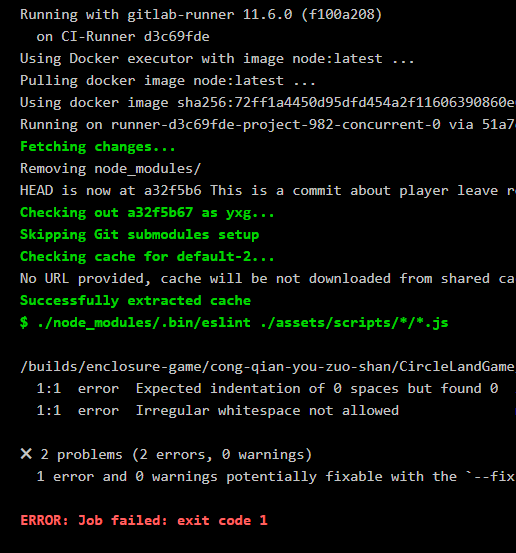 Running with gitlab-runner 11.6.0 (f100a208)
on CI-Runner d3c69fde
Using Docker executor with image node:latest ...
Pulling docker image node:latest ...
Using docker image sha256:72ff1a4450d95dfd454a2f11606390860e
Running on runner-d3c69fde-project-982-concurrent-0 via 51a7
Fetching changes...
Removing node_modules/
HEAD is now at a32f5b6 This is a commit about player leave r
Checking out a32f5b67 as yxg...
Skipping Git submodules setup
Checking cache for default-2...
No URL provided, cache will be not downloaded from shared ca
Successfully extracted cache
$ ./node_modules/.bin/eslint ./assets/scripts/*/*.js
/builds/enclosure-game/cong-qian-you-zuo-shan/CircleLandGame
1:1 error Expected indentation of 0 spaces but found 0
1:1 error Irregular whitespace not allowed
✖ 2 problems (2 errors, 0 warnings)
1 error and 0 warnings potentially fixable with the `--fix
ERROR: Job failed: exit code 1